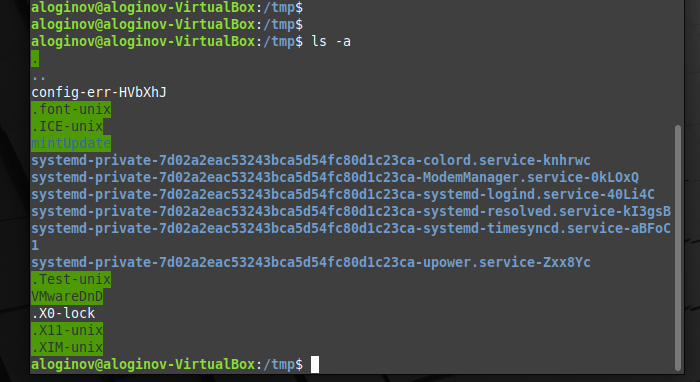 aloginov@aloginov-VirtualBox:/tmp$
aloginov@aloginov-VirtualBox:/tmp$
aloginov@aloginov-VirtualBox:/tmp$ ls -a
.
..
config-err-HVbXhJ
.font-unix
.ICE-unix
mintUpdate
systemd-private-7d02a2eac53243bca5d54fc80d1c23ca-colord.service-knhrwc
systemd-private-7d02a2eac53243bca5d54fc80d1c23ca-ModemManager.service-0kLOxQ
systemd-private-7d02a2eac53243bca5d54fc80d1c23ca-systemd-logind.service-40Li4C
systemd-private-7d02a2eac53243bca5d54fc80d1c23ca-systemd-resolved.service-kI3gsB
systemd-private-7d02a2eac53243bca5d54fc80d1c23ca-systemd-timesyncd.service-aBFoC
1
systemd-private-7d02a2eac53243bca5d54fc80d1c23ca-upower.service-Zxx8Yc
.Test-unix
VMwareDnD
.X0-lock
.X11-unix
.XIM-unix
aloginov@aloginov-VirtualBox:/tmp$